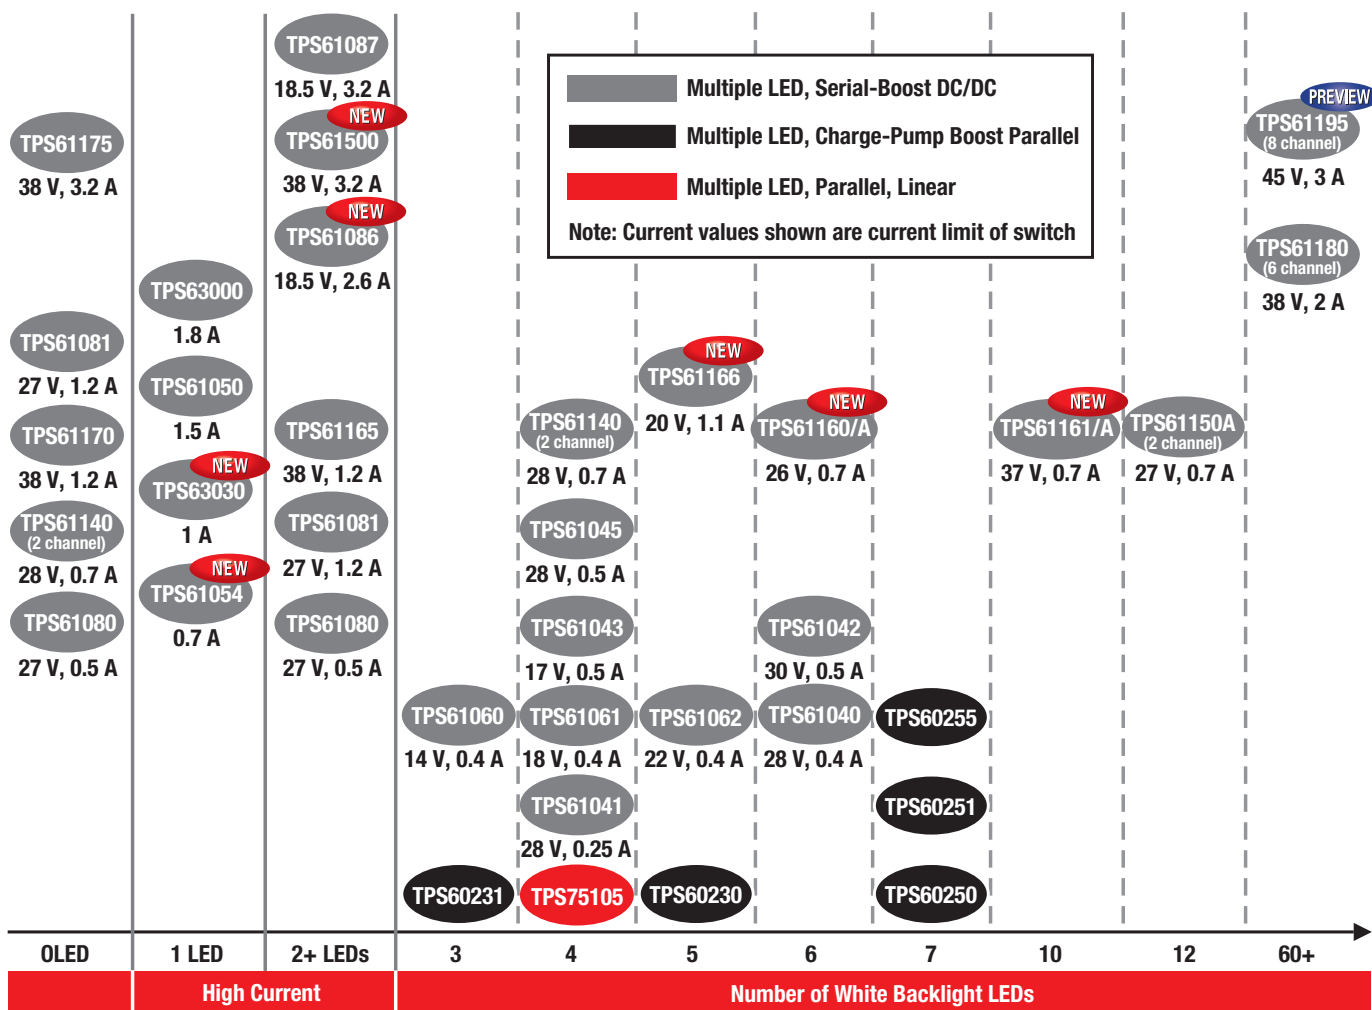 TPS61087
18.5 V, 3.2 A
NEW
TPS61500
38 V, 3.2 A
NEW
TPS61086
18.5 V, 2.6 A
TPS61175
38 V, 3.2 A
Multiple LED, Serial-Boost DC/DC
Multiple LED, Charge-Pump Boost Parallel
Multiple LED, Parallel, Linear
Note: Current values shown are current limit of switch
PREVIEW
TPS61195
(8 channel)
45 V, 3 A
TPS61180
(6 channel)
38 V, 2 A
TPS61081
27 V, 1.2 A
TPS61170
38 V, 1.2 A
TPS61140
(2 channel)
28 V, 0.7 A
TPS61080
27 V, 0.5 A
TPS63000
1.8 A
TPS61050
1.5 A
NEW
TPS63030
1 A
NEW
TPS61054
0.7 A
TPS61165
38 V, 1.2 A
TPS61081
27 V, 1.2 A
TPS61080
27 V, 0.5 A
TPS61060
14 V, 0.4 A
TPS60231
TPS61140
(2 channel)
28 V, 0.7 A
TPS61045
28 V, 0.5 A
TPS61043
17 V, 0.5 A
TPS61061
18 V, 0.4 A
TPS61041
28 V, 0.25 A
TPS75105
NEW
TPS61166
20 V, 1.1 A
TPS61062
22 V, 0.4 A
TPS60230
NEW
TPS61160/A
26 V, 0.7 A
TPS61042
30 V, 0.5 A
TPS61040
28 V, 0.4 A
TPS60255
TPS60251
TPS60250
NEW
TPS61161/A
37 V, 0.7 A
TPS61150A
(2 channel)
27 V, 0.7 A
OLED 1 LED 2+ LEDs 3 4 5 6 7 10 12 60+
High Current Number of White Backlight LEDs